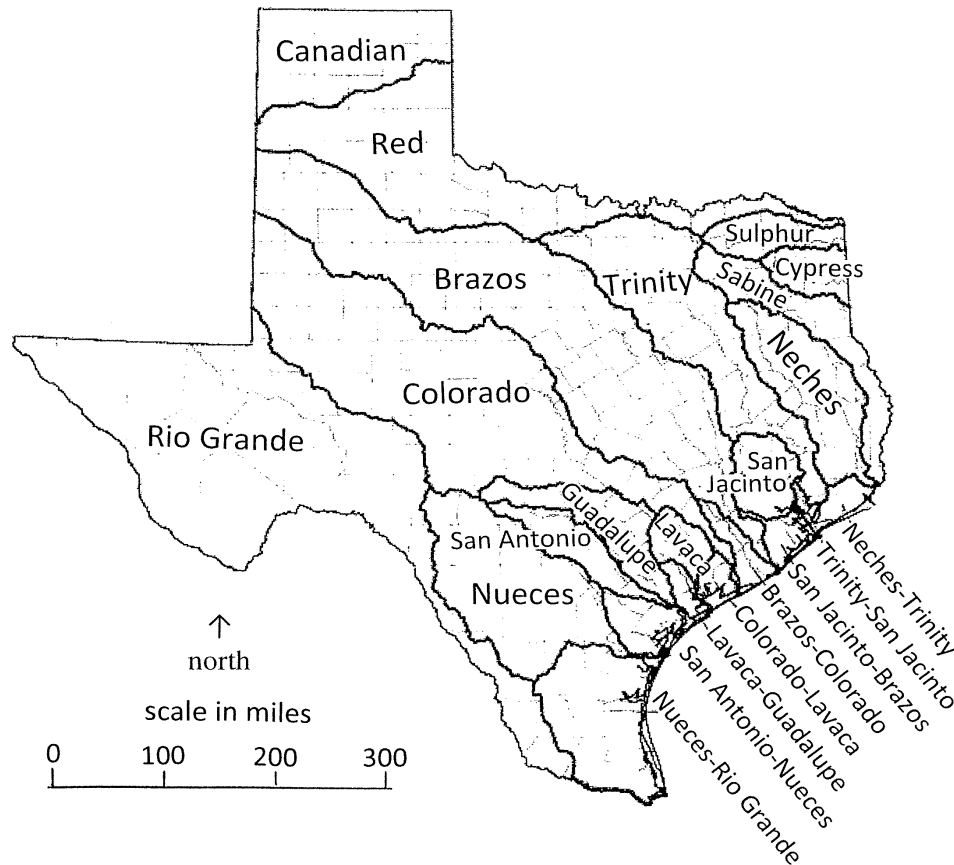 Canadian
Red
Sulphur
Cypress
Brazos
Trinity
Sabine
Neches
Colorado
Rio Grande
San
Jacinto
Guadalupe
Lavaca
San Antonio
Nueces
Neches-Trinity
Trinity-San Jacinto
San Jacinto-Brazos
Brazos-Colorado
Colorado-Lavaca
Lavaca-Guadalupe
San Antonio-Nueces
Nueces-Rio Grande
↑
north
scale in miles
0 100 200 300